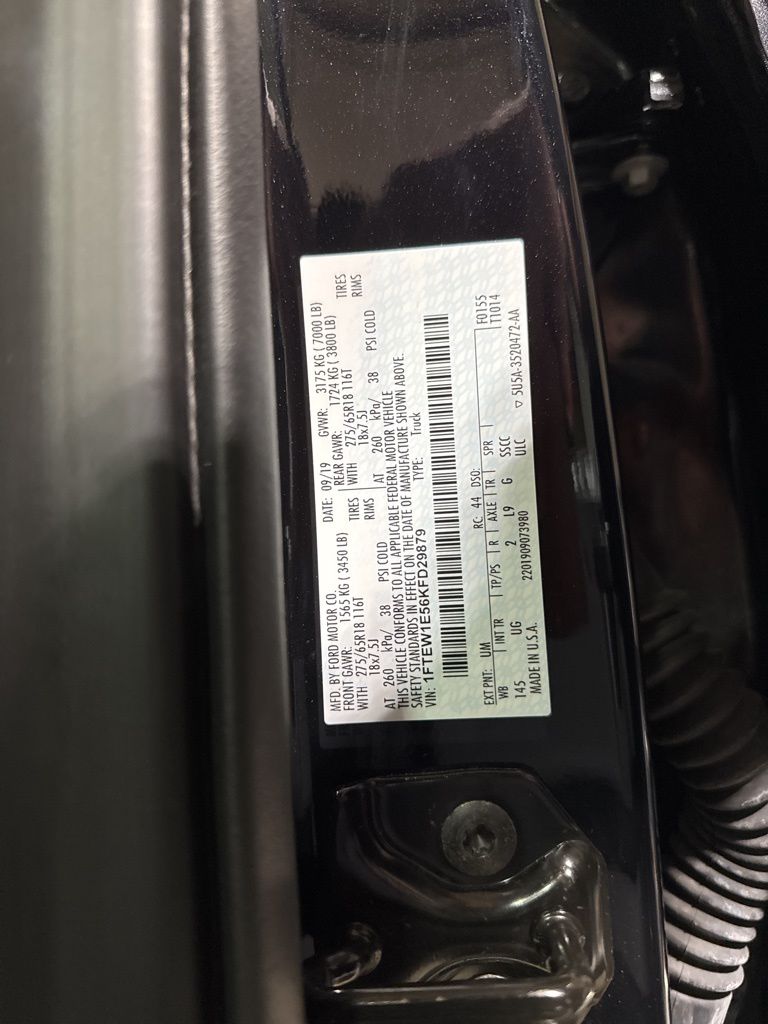 MFD. BY FORD MOTOR CO. DATE: 09/19 GVWR: 3175 KG ( 7000 LB)
FRONT GAWR: 1565 KG ( 3450 LB) REAR GAWR: 1724 KG ( 3800 LB)
WITH 275/65R18 116T TIRES WITH 275/65R18 116T TIRES
18x7.5J RIMS 18x7.5J RIMS
AT 260 kPa/ 38 PSI COLD AT 260 kPa/ 38 PSI COLD
THIS VEHICLE CONFORMS TO ALL APPLICABLE FEDERAL MOTOR VEHICLE
SAFETY STANDARDS IN EFFECT ON THE DATE OF MANUFACTURE SHOWN ABOVE.
VIN: 1FTEW1E56KFD29879 TYPE: Truck
EXT PNT: UM RC: 44 DSO: F0155
WB INT TR TP/PS R AXLE TR SPR T1014
145 UG 2 L9 G SSCC
MADE IN U.S.A. 2201909073980 ULC ▽ 5U5A-3520472-AA